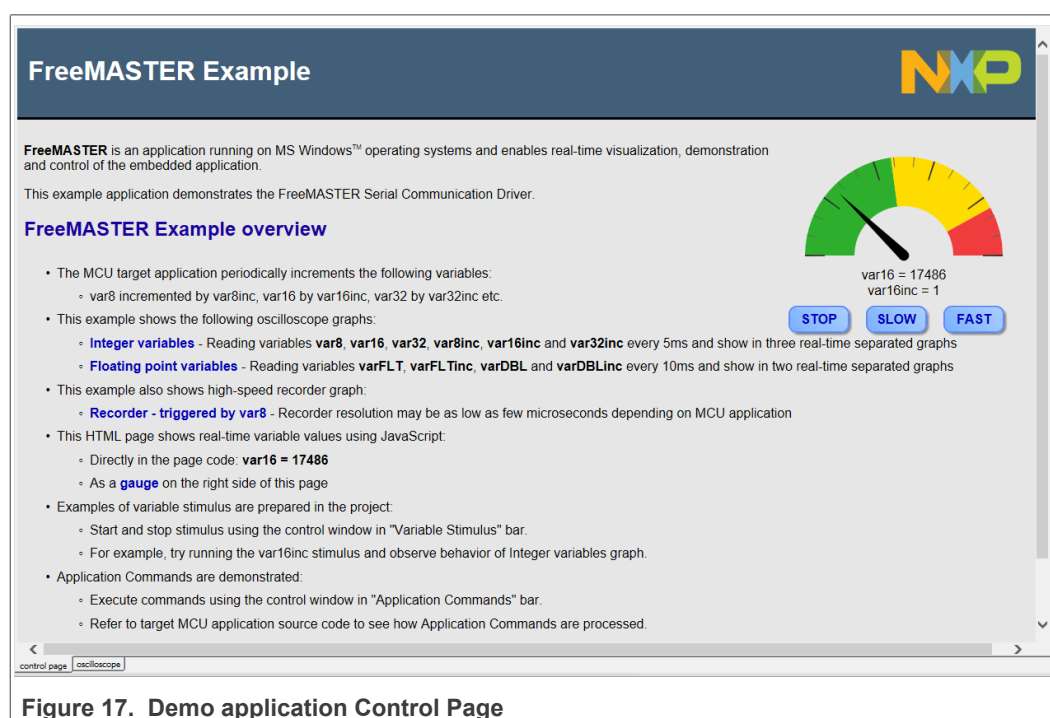 FreeMASTER Example
NXP
FreeMASTER is an application running on MS Windows™ operating systems and enables real-time visualization, demonstration
and control of the embedded application.
This example application demonstrates the FreeMASTER Serial Communication Driver.
FreeMASTER Example overview
• The MCU target application periodically increments the following variables:
◦ var8 incremented by var8inc, var16 by var16inc, var32 by var32inc etc.
• This example shows the following oscilloscope graphs:
◦ Integer variables - Reading variables var8, var16, var32, var8inc, var16inc and var32inc every 5ms and show in three real-time separated graphs
◦ Floating point variables - Reading variables varFLT, varFLTinc, varDBL and varDBLinc every 10ms and show in two real-time separated graphs
• This example also shows high-speed recorder graph:
◦ Recorder - triggered by var8 - Recorder resolution may be as low as few microseconds depending on MCU application
• This HTML page shows real-time variable values using JavaScript:
◦ Directly in the page code: var16 = 17486
◦ As a gauge on the right side of this page
• Examples of variable stimulus are prepared in the project:
◦ Start and stop stimulus using the control window in "Variable Stimulus" bar.
◦ For example, try running the var16inc stimulus and observe behavior of Integer variables graph.
• Application Commands are demonstrated:
◦ Execute commands using the control window in "Application Commands" bar.
◦ Refer to target MCU application source code to see how Application Commands are processed.
var16 = 17486
var16inc = 1
STOP SLOW FAST
control page oscilloscope
Figure 17. Demo application Control Page